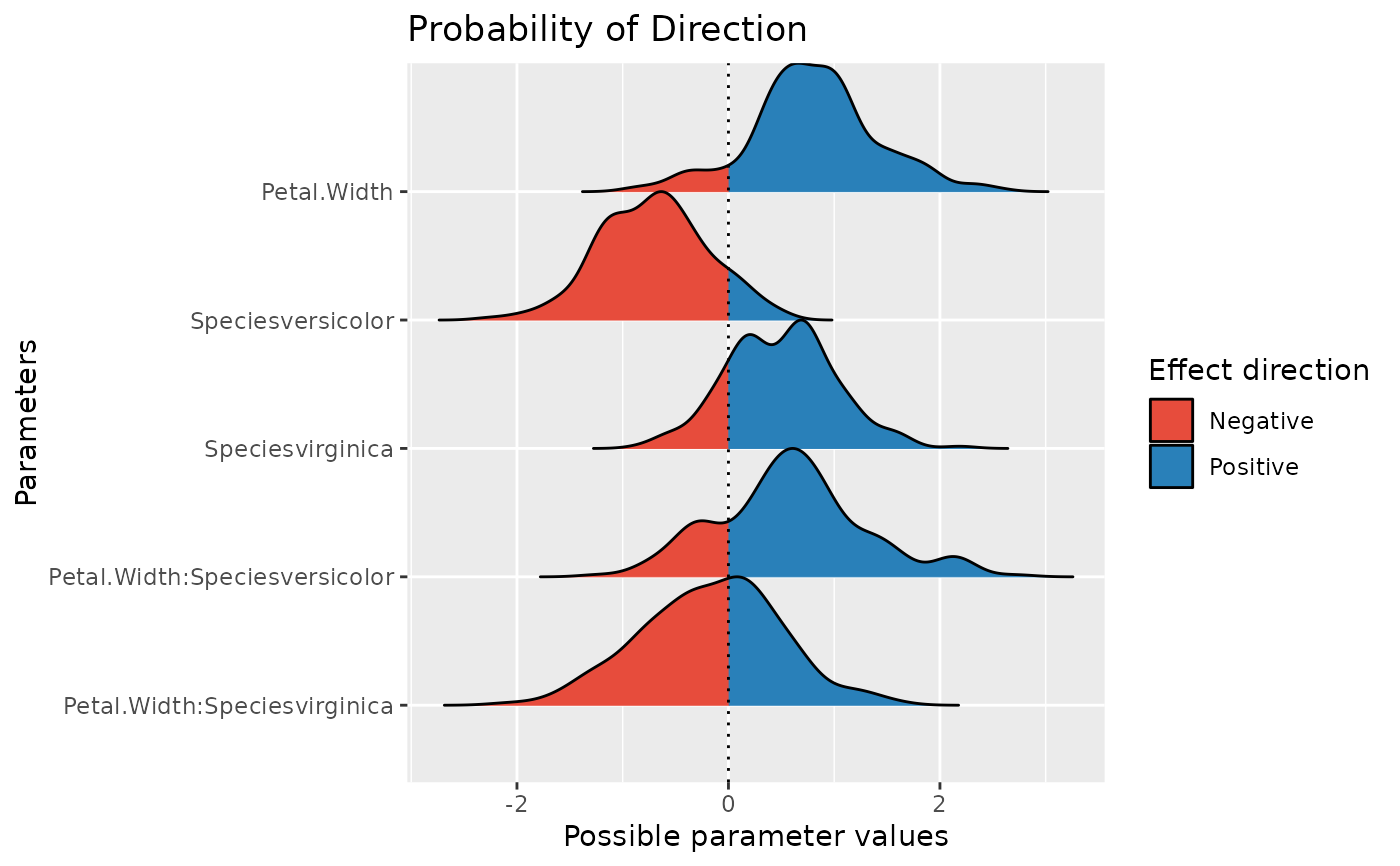 Probability of Direction
Parameters
Petal.Width
Speciesversicolor
Speciesvirginica
Petal.Width:Speciesversicolor
Petal.Width:Speciesvirginica
-2
0
2
Possible parameter values
Effect direction
Negative
Positive